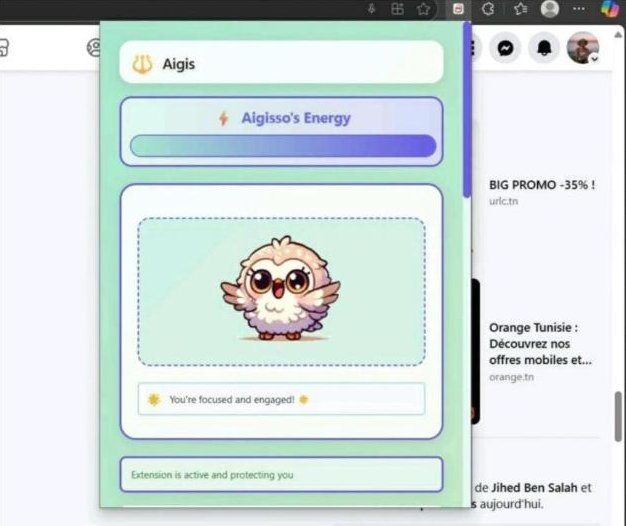 Aigis
Aigisso's Energy
You're focused and engaged!
Extension is active and protecting you
BIG PROMO -35% !
urlc.tn
Orange Tunisie :
Découvrez nos
offres mobiles et...
orange.tn
de Jihed Ben Salah et
s aujourd'hui.